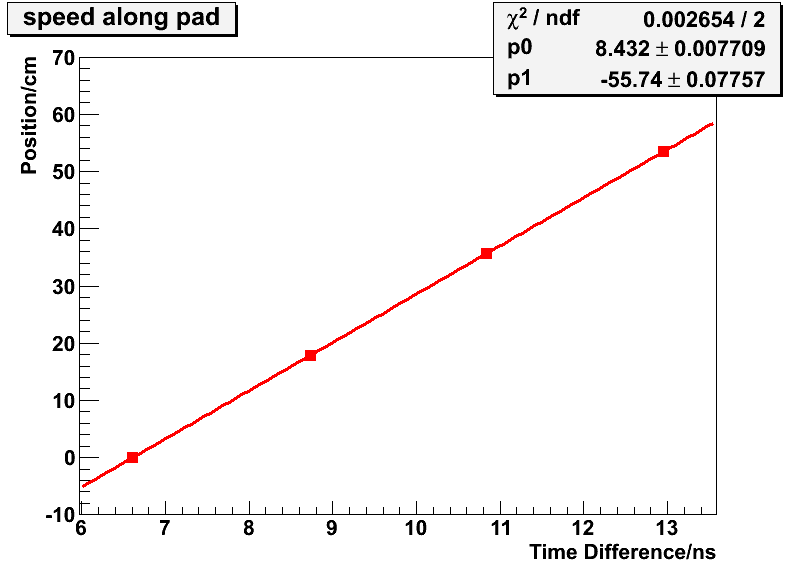 speed along pad
χ² / ndf 0.002654 / 2
p0 8.432 ± 0.007709
p1 -55.74 ± 0.07757
Position/cm
70
60
50
40
30
20
10
0
-10
6 7 8 9 10 11 12 13
Time Difference/ns